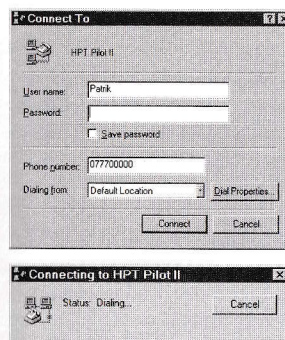 Connect To
HPT Pilot II
User name: Patrik
Password:
Save password
Phone number: 077700000
Dialing from Default Location Dial Properties...
Connect Cancel
Connecting to HPT Pilot II
Status: Dialing... Cancel